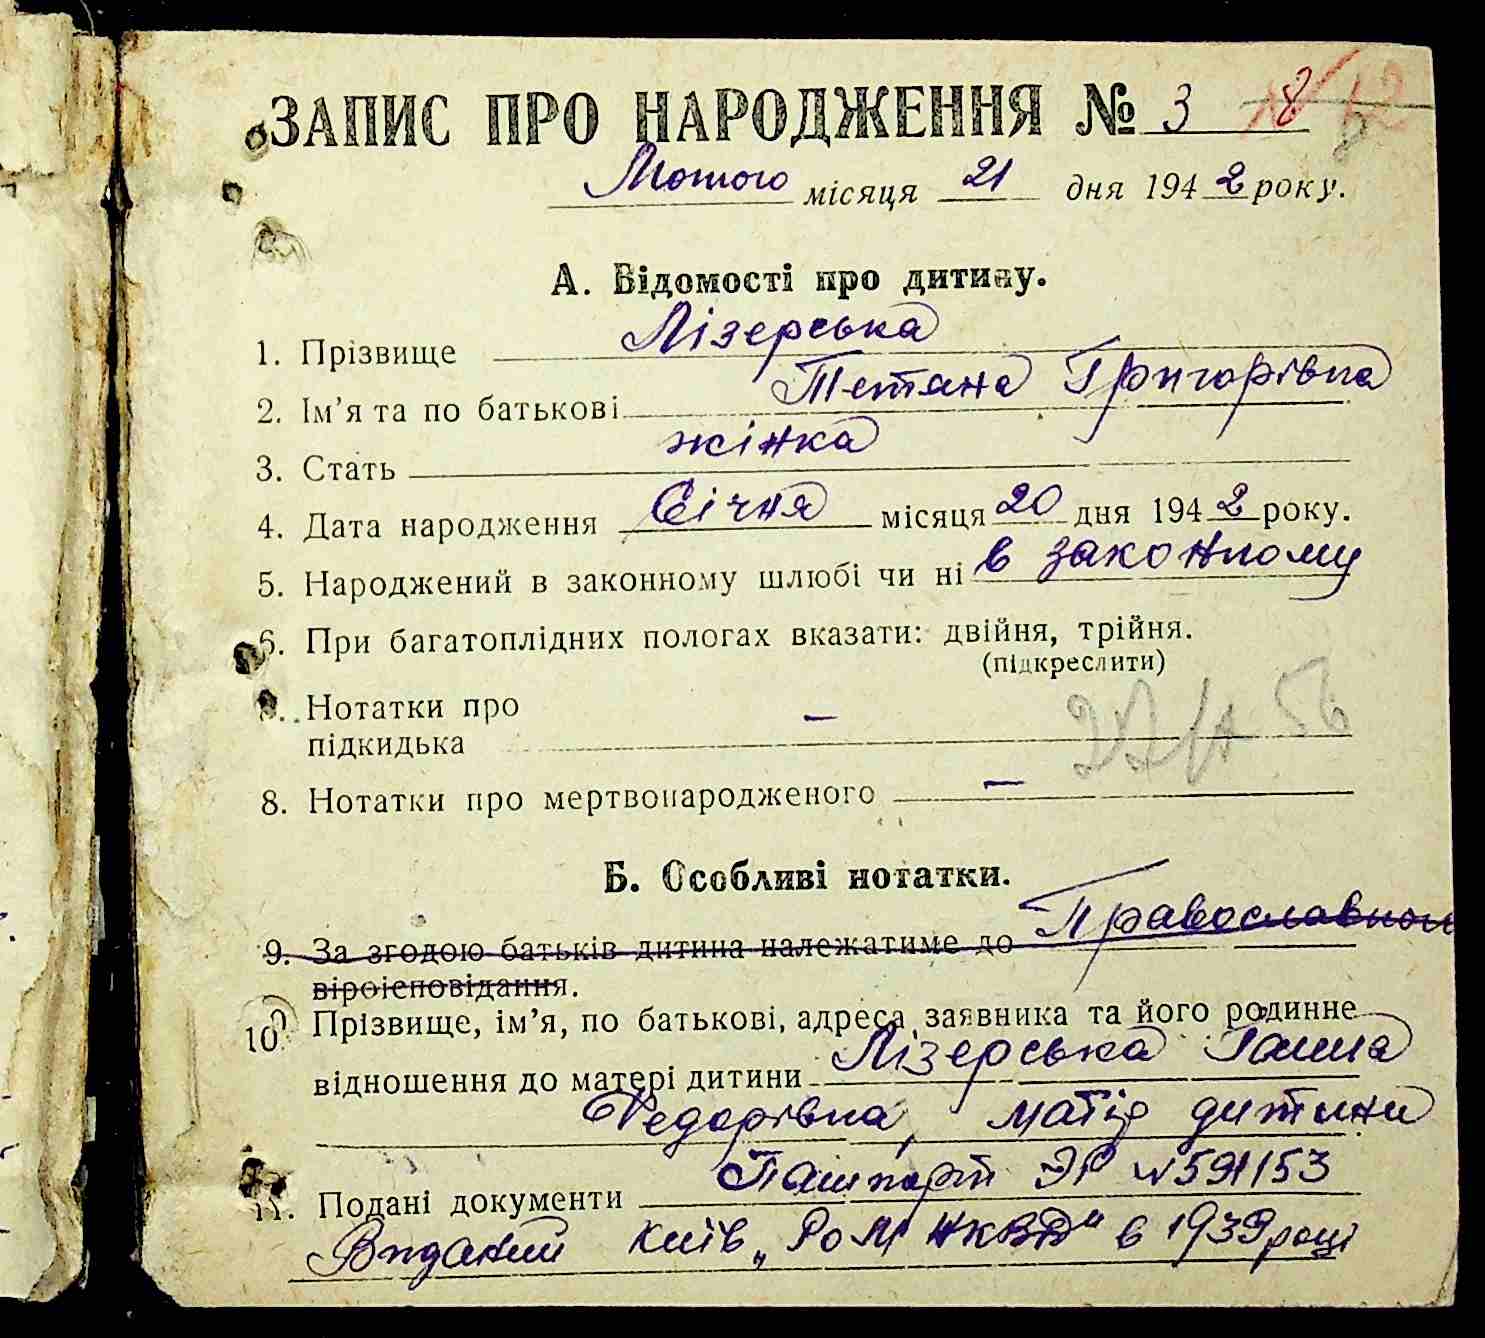 ЗАПИС ПРО НАРОДЖЕННЯ № 3 8
Лютого місяця 21 дня 1942 року.
А. Відомості про дитину.
1. Прізвище Лізерська
2. Ім'я та по батькові Тетяна Григорівна
3. Стать жінка
4. Дата народження Січня місяця 20 дня 1942 року.
5. Народжений в законному шлюбі чи ні в законному
6. При багатоплідних пологах вказати: двійня, трійня.
(підкреслити)
Нотатки про
підкидька —
8. Нотатки про мертвонародженого —
Б. Особливі нотатки.
9. За згодою батьків дитина належатиме до Православного
віроісповідання.
10. Прізвище, ім'я, по батькові, адреса заявника та його родинне
відношення до матері дитини Лізерська Ганна
Федорівна, матір дитини
11. Подані документи Пашпорт ЭР №591153
Виданий Київ „РоМ НКВД" в 1939 році